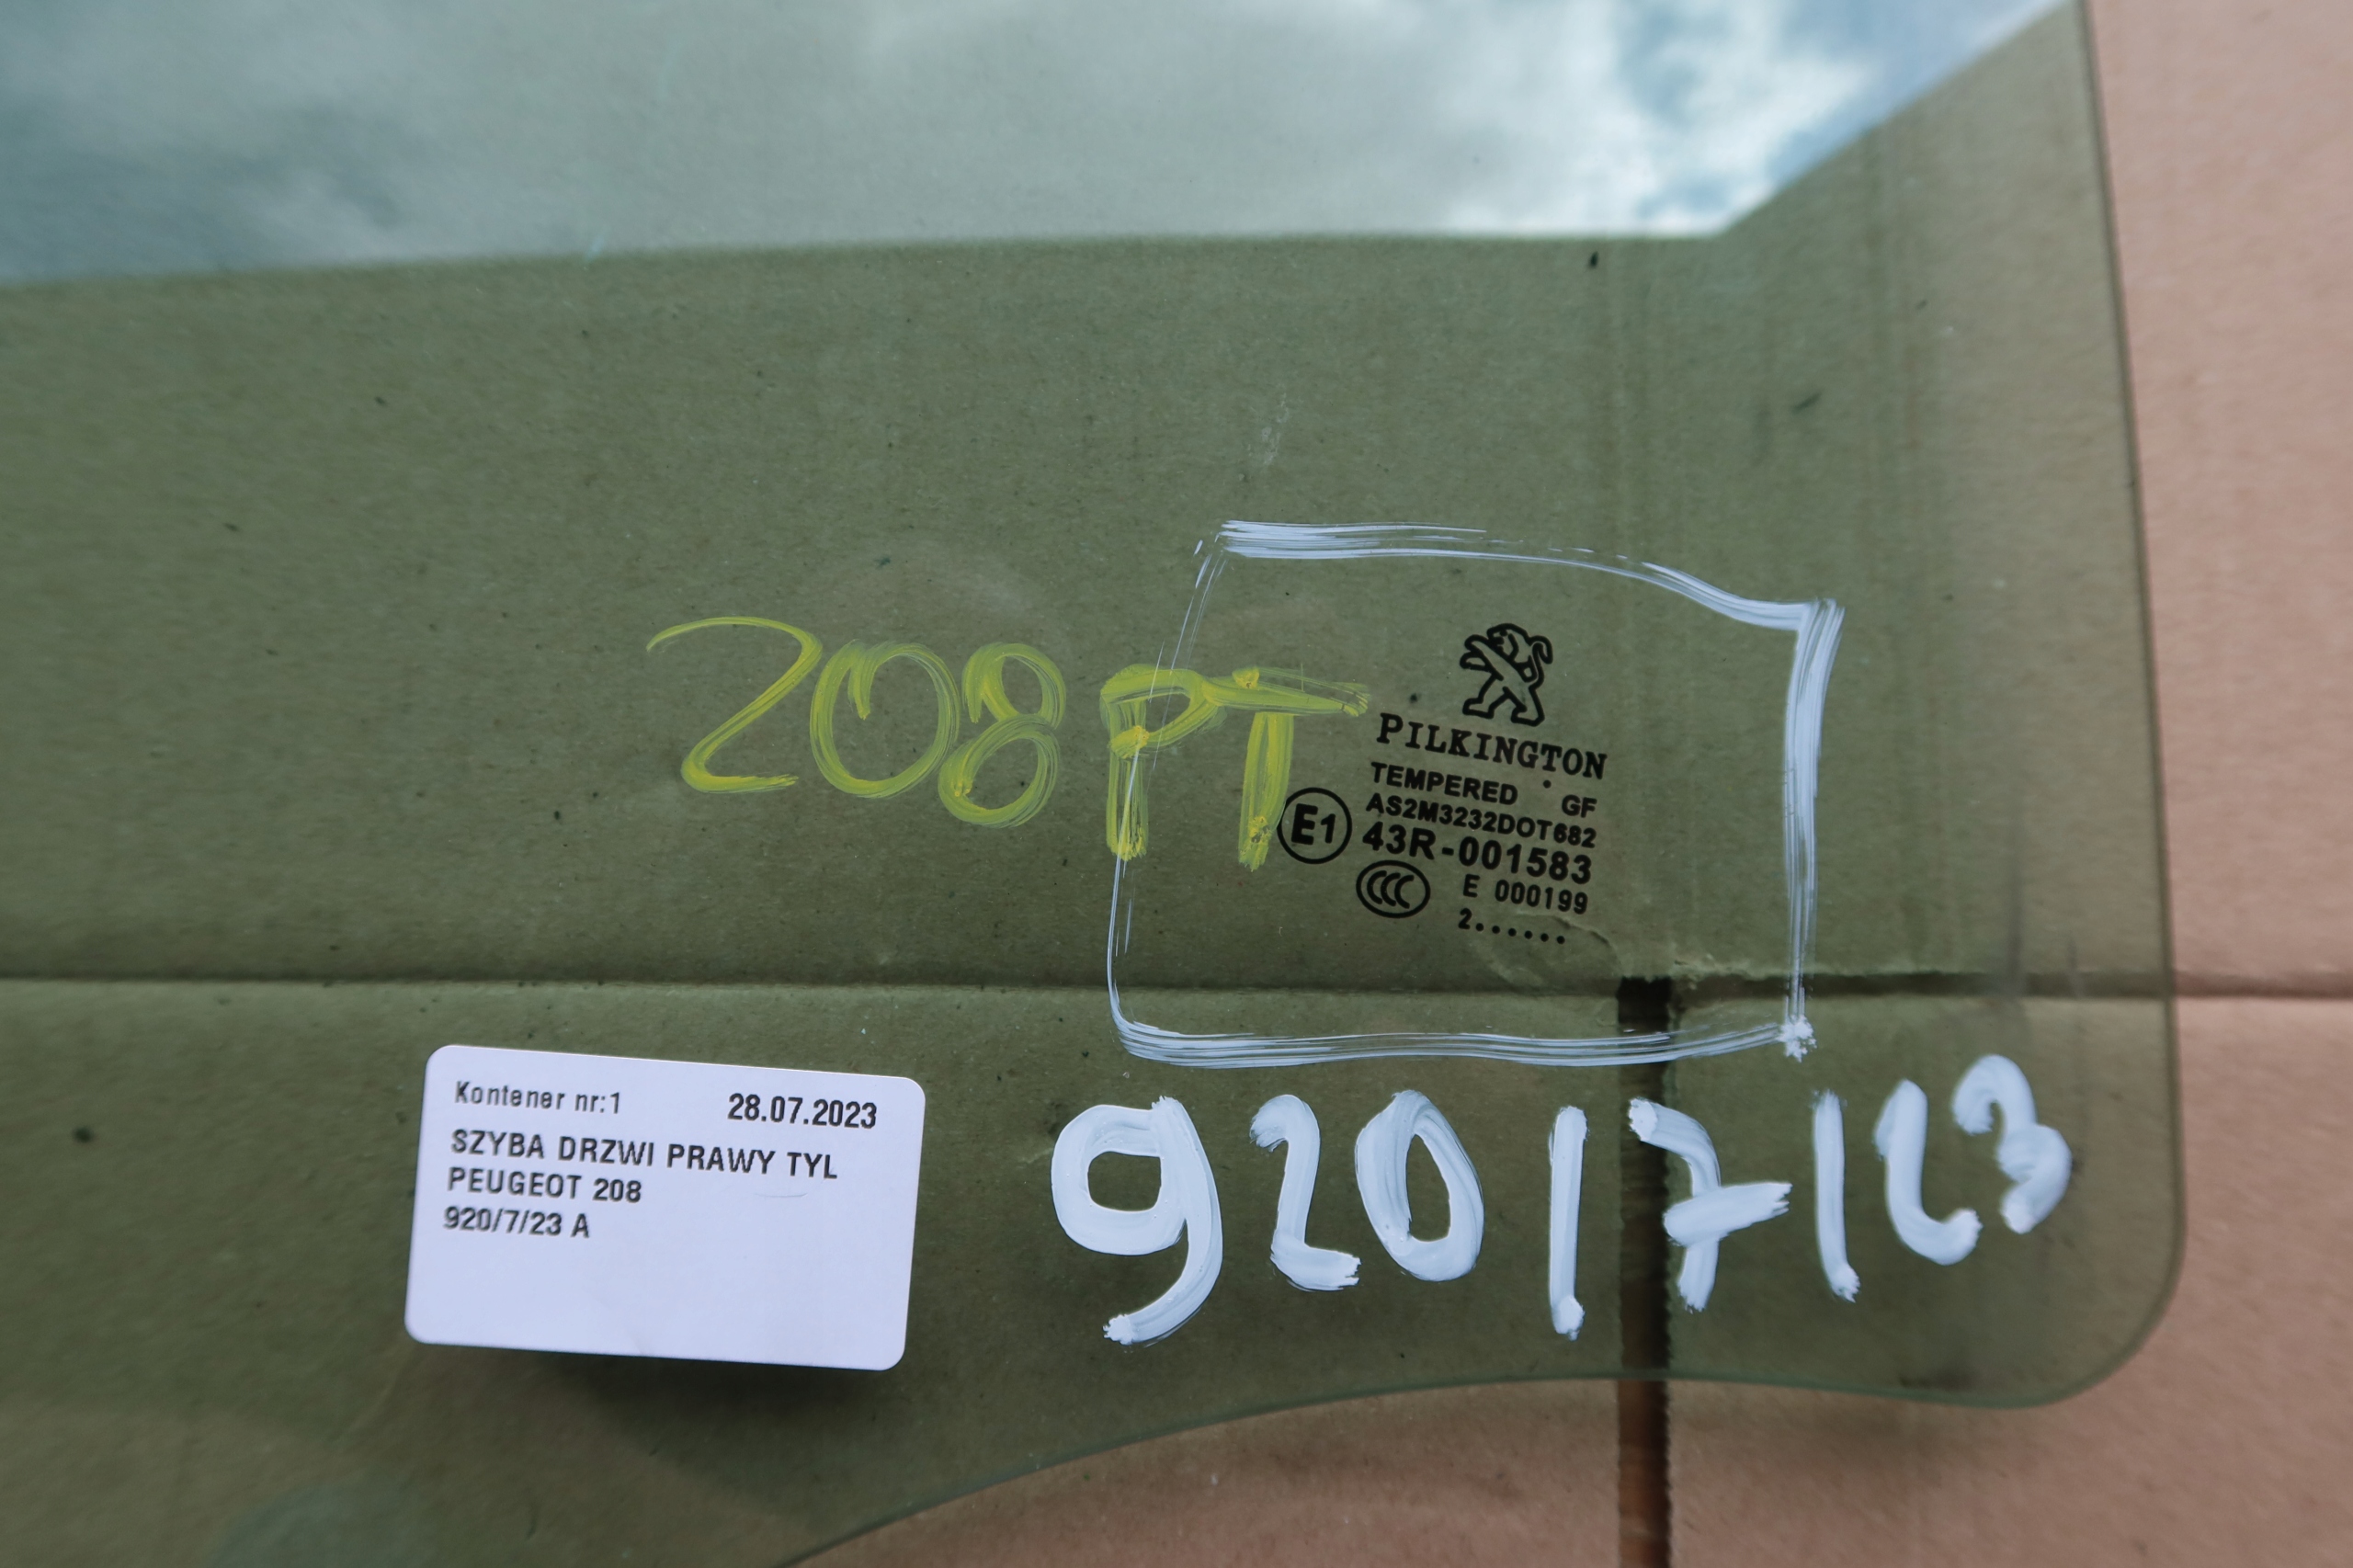 208 PT
PILKINGTON
TEMPERED GF
AS2M3232DOT682
E1 43R-001583
CCC E 000199
2......
Kontener nr:1 28.07.2023
SZYBA DRZWI PRAWY TYL
PEUGEOT 208
920/7/23 A
920/7/23